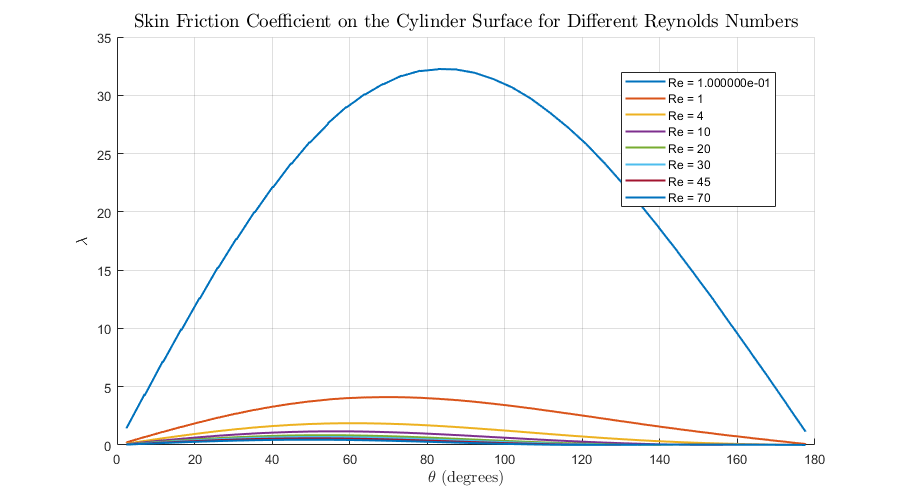 Skin Friction Coefficient on the Cylinder Surface for Different Reynolds Numbers
35
30
25
20
15
10
5
0
λ
Re = 1.000000e-01
Re = 1
Re = 4
Re = 10
Re = 20
Re = 30
Re = 45
Re = 70
0 20 40 60 80 100 120 140 160 180
θ (degrees)